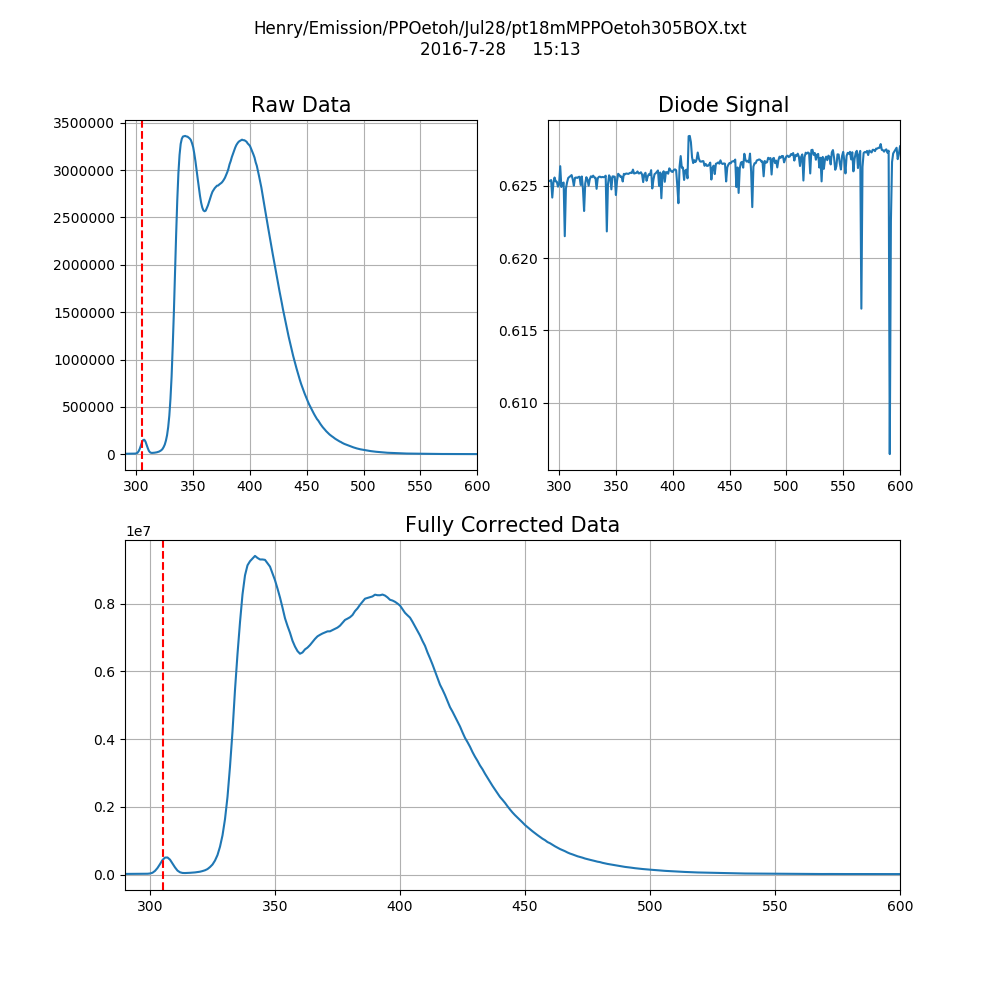 Henry/Emission/PPOetoh/Jul28/pt18mMPPOetoh305BOX.txt
2016-7-28 15:13
Raw Data
3500000
3000000
2500000
2000000
1500000
1000000
500000
0
300 350 400 450 500 550 600
Diode Signal
0.625
0.620
0.615
0.610
300 350 400 450 500 550 600
Fully Corrected Data
1e7
0.8
0.6
0.4
0.2
0.0
300 350 400 450 500 550 600